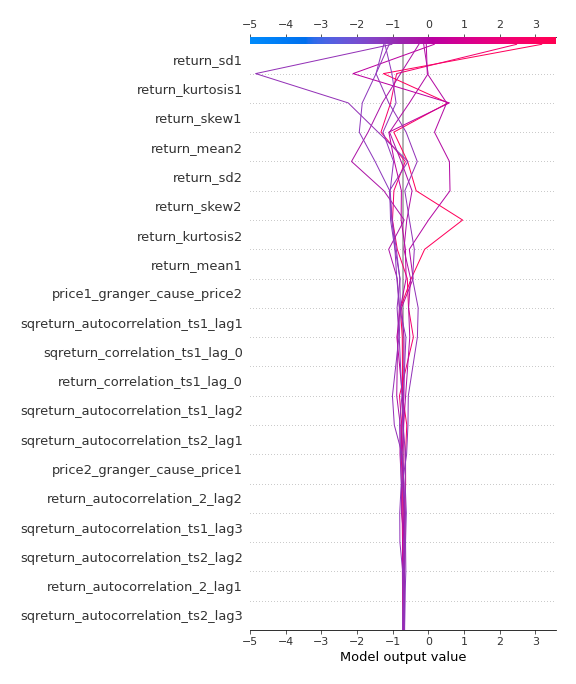 −5 −4 −3 −2 −1 0 1 2 3
return_sd1
return_kurtosis1
return_skew1
return_mean2
return_sd2
return_skew2
return_kurtosis2
return_mean1
price1_granger_cause_price2
sqreturn_autocorrelation_ts1_lag1
sqreturn_correlation_ts1_lag_0
return_correlation_ts1_lag_0
sqreturn_autocorrelation_ts1_lag2
sqreturn_autocorrelation_ts2_lag1
price2_granger_cause_price1
return_autocorrelation_2_lag2
sqreturn_autocorrelation_ts1_lag3
sqreturn_autocorrelation_ts2_lag2
return_autocorrelation_2_lag1
sqreturn_autocorrelation_ts2_lag3
−5 −4 −3 −2 −1 0 1 2 3
Model output value